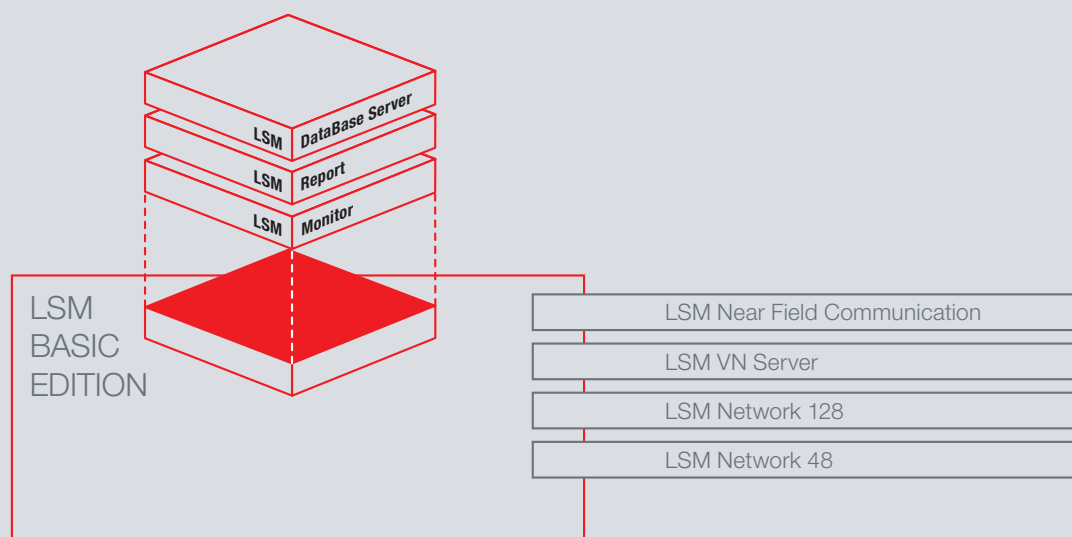 LSM DataBase Server
LSM Report
LSM Monitor
LSM
BASIC
EDITION
LSM Near Field Communication
LSM VN Server
LSM Network 128
LSM Network 48